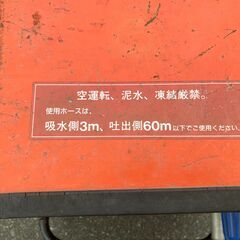 空運転、泥水、凍結厳禁。
使用ホースは、
吸水側3m、吐出側60m以下でご使用ください。